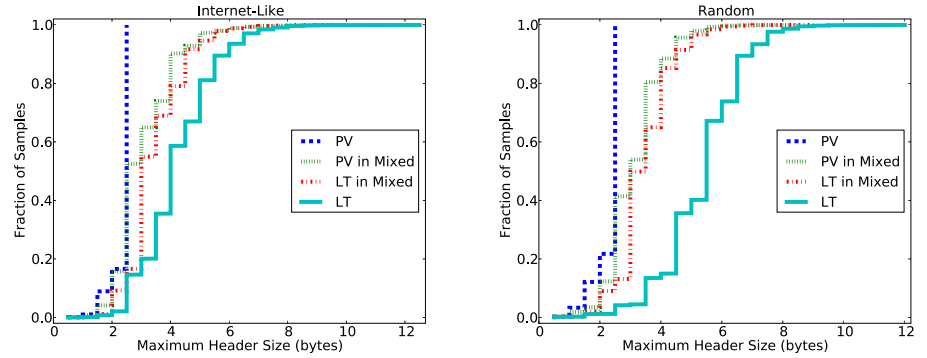 Internet-Like
1.0
0.8
0.6
0.4
0.2
0.0
Fraction of Samples
PV
PV in Mixed
LT in Mixed
LT
0 2 4 6 8 10 12
Maximum Header Size (bytes)
Random
1.0
0.8
0.6
0.4
0.2
0.0
Fraction of Samples
PV
PV in Mixed
LT in Mixed
LT
0 2 4 6 8 10 12
Maximum Header Size (bytes)